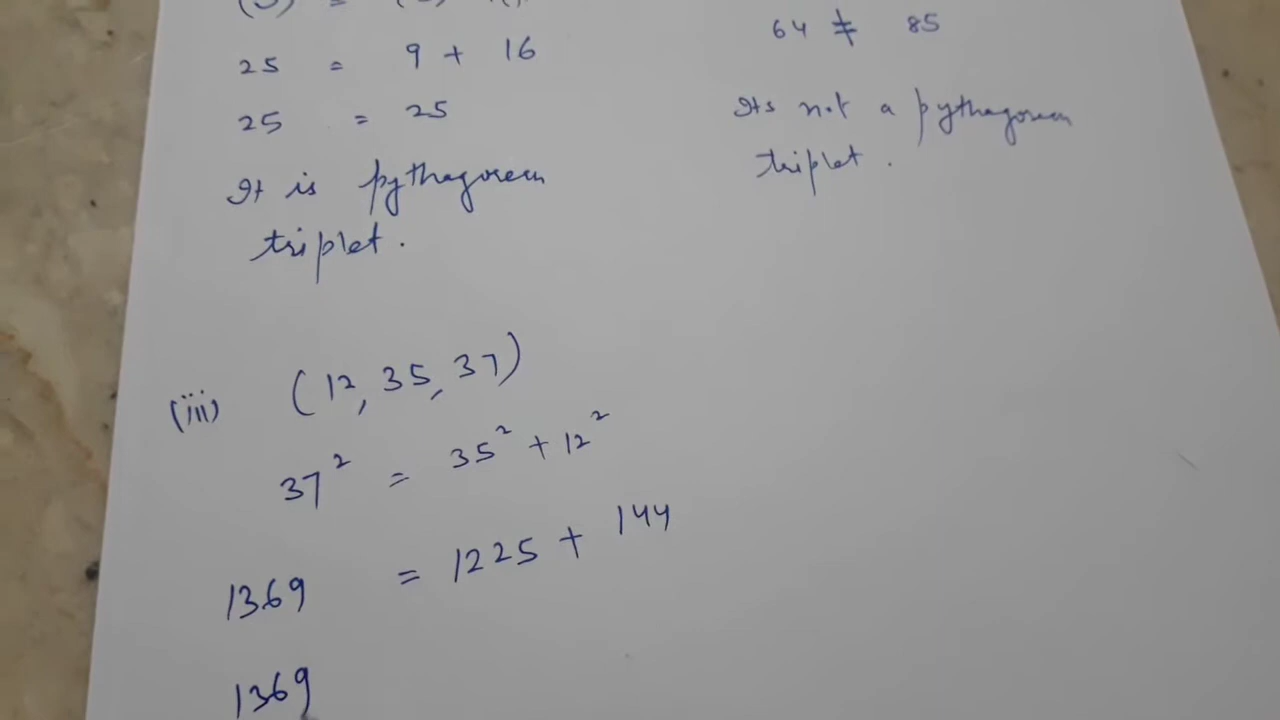 25 = 9 + 16
25 = 25
It is pythagorean
triplet.
64 ≠ 85
Its not a pythagorean
triplet.
(iii) (12, 35, 37)
37² = 35² + 12²
1369 = 1225 + 144
1369